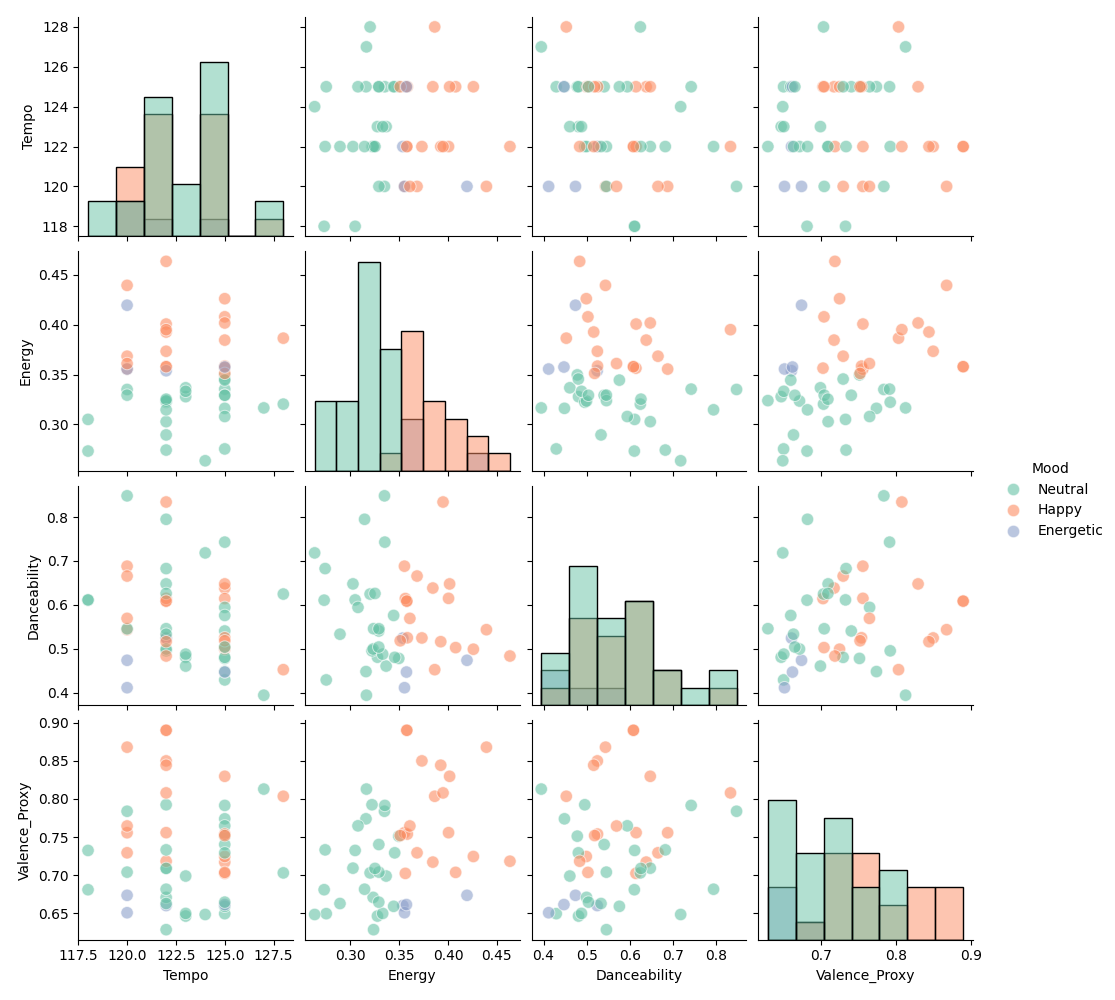 128
126
124
122
120
118
Tempo
0.45
0.40
0.35
0.30
Energy
Mood
Neutral
Happy
Energetic
0.8
0.7
0.6
0.5
0.4
Danceability
0.90
0.85
0.80
0.75
0.70
0.65
Valence_Proxy
117.5 120.0 122.5 125.0 127.5
0.30 0.35 0.40 0.45
0.4 0.5 0.6 0.7 0.8
0.7 0.8 0.9
Tempo Energy Danceability Valence_Proxy